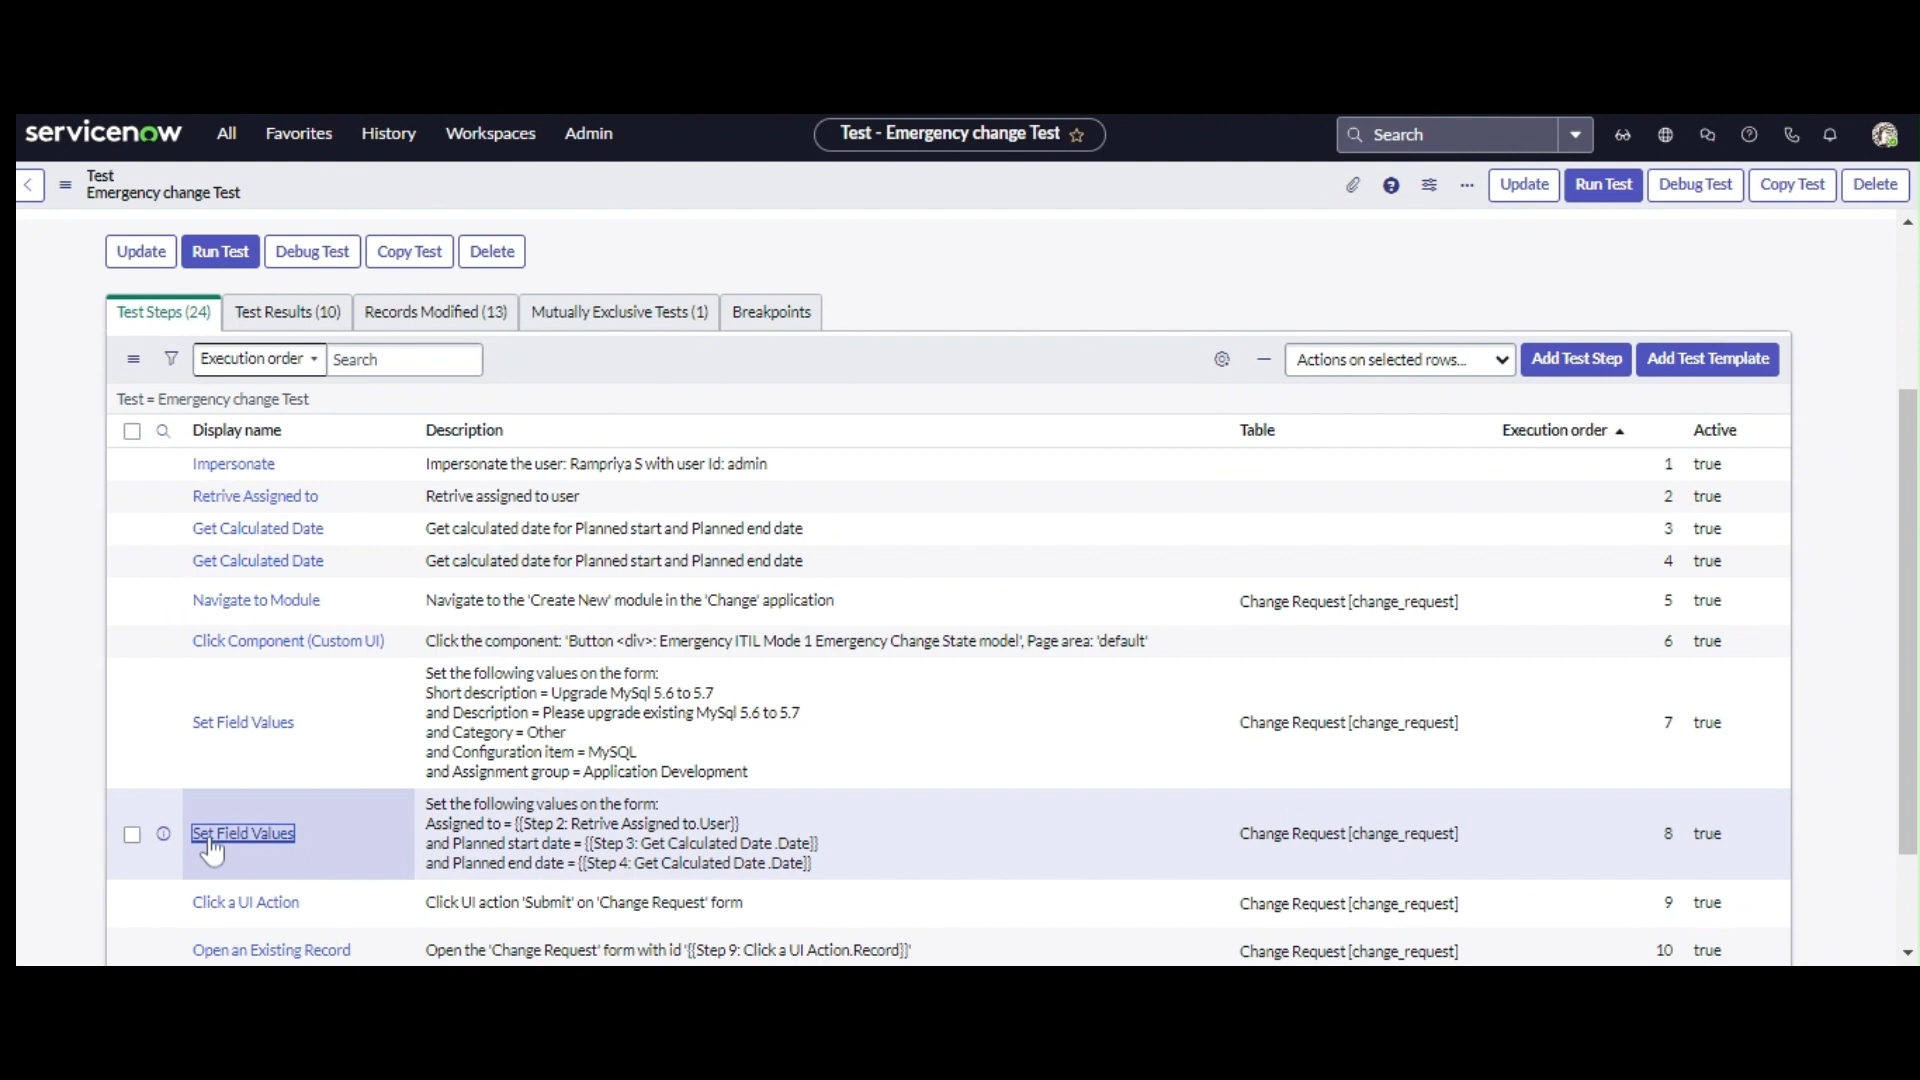 servicenow All Favorites History Workspaces Admin Test - Emergency change Test Search
Test
Emergency change Test
Update Run Test Debug Test Copy Test Delete
Update Run Test Debug Test Copy Test Delete
Test Steps (24) Test Results (10) Records Modified (13) Mutually Exclusive Tests (1) Breakpoints
Execution order Search Actions on selected rows... Add Test Step Add Test Template
Test = Emergency change Test
Display name Description Table Execution order Active
Impersonate Impersonate the user: Rampriya S with user Id: admin 1 true
Retrive Assigned to Retrive assigned to user 2 true
Get Calculated Date Get calculated date for Planned start and Planned end date 3 true
Get Calculated Date Get calculated date for Planned start and Planned end date 4 true
Navigate to Module Navigate to the 'Create New' module in the 'Change' application Change Request [change_request] 5 true
Click Component (Custom UI) Click the component: 'Button <div>: Emergency ITIL Mode 1 Emergency Change State model', Page area: 'default' 6 true
Set the following values on the form:
Short description = Upgrade MySql 5.6 to 5.7
and Description = Please upgrade existing MySql 5.6 to 5.7
Set Field Values Change Request [change_request] 7 true
and Category = Other
and Configuration item = MySQL
and Assignment group = Application Development
Set the following values on the form:
Assigned to = {{Step 2: Retrive Assigned to.User}}
Set Field Values Change Request [change_request] 8 true
and Planned start date = {{Step 3: Get Calculated Date .Date}}
and Planned end date = {{Step 4: Get Calculated Date .Date}}
Click a UI Action Click UI action 'Submit' on 'Change Request' form Change Request [change_request] 9 true
Open an Existing Record Open the 'Change Request' form with id '{{Step 9: Click a UI Action.Record}}' Change Request [change_request] 10 true